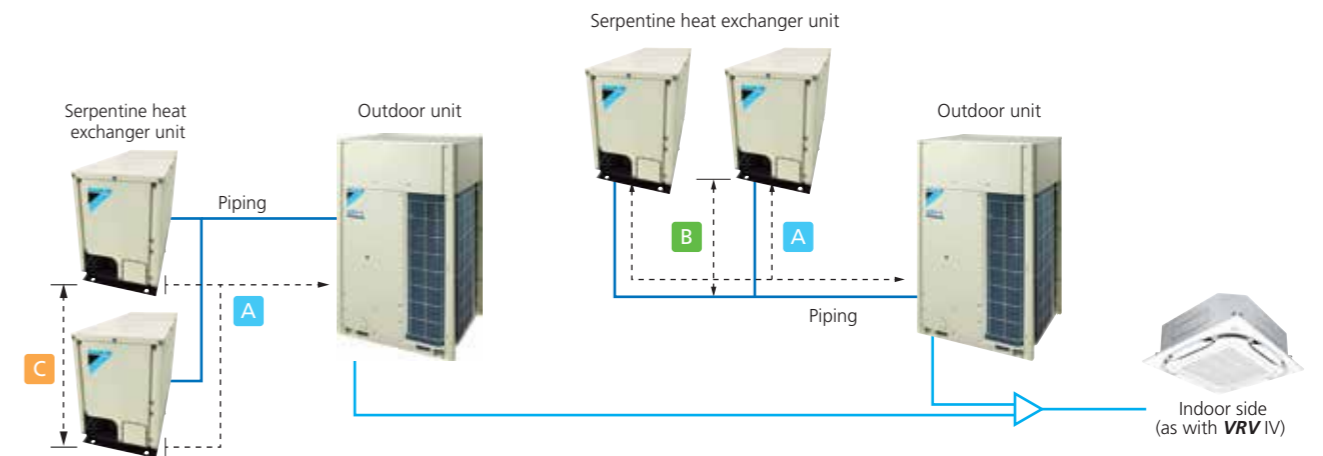 Serpentine heat exchanger unit
Serpentine heat
exchanger unit
Outdoor unit
Outdoor unit
Piping
B
A
A
Piping
C
Indoor side
(as with VRV IV)